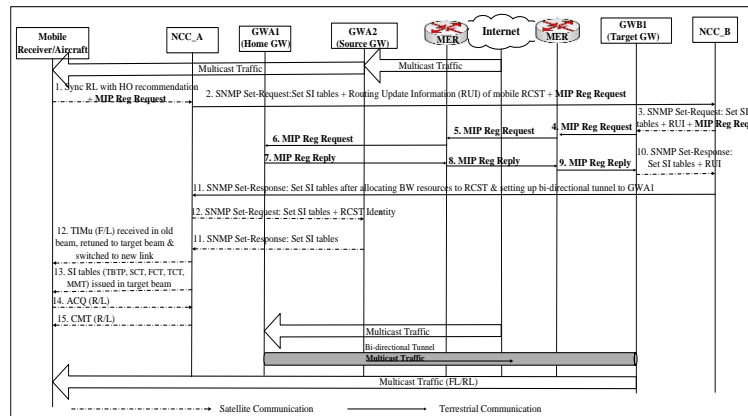 Mobile
Receiver/Aircraft
NCC_A
GWA1
(Home GW)
GWA2
(Source GW)
MER
Internet
MER
GWB1
(Target GW)
NCC_B
Multicast Traffic
Multicast Traffic
1. Sync RL with HO recommendation
+ MIP Reg Request
2. SNMP Set-Request:Set SI tables + Routing Update Information (RUI) of mobile RCST + MIP Reg Request
3. SNMP Set-Request: Set SI
tables + RUI + MIP Reg Req
4. MIP Reg Request
5. MIP Reg Request
6. MIP Reg Request
7. MIP Reg Reply
8. MIP Reg Reply
9. MIP Reg Reply
10. SNMP Set-Response:
Set SI tables + RUI
11. SNMP Set-Response: Set SI tables after allocating BW resources to RCST & setting up bi-directional tunnel to GWA1
12. SNMP Set-Request: Set SI tables + RCST Identity
12. TIMu (F/L) received in old
beam, retuned to target beam &
switched to new link
11. SNMP Set-Response: Set SI tables
13. SI tables (TBTP, SCT, FCT, TCT,
MMT) issued in target beam
14. ACQ (R/L)
15. CMT (R/L)
Multicast Traffic
Bi-directional Tunnel
Multicast Traffic
Multicast Traffic (FL/RL)
Satellite Communication
Terrestrial Communication